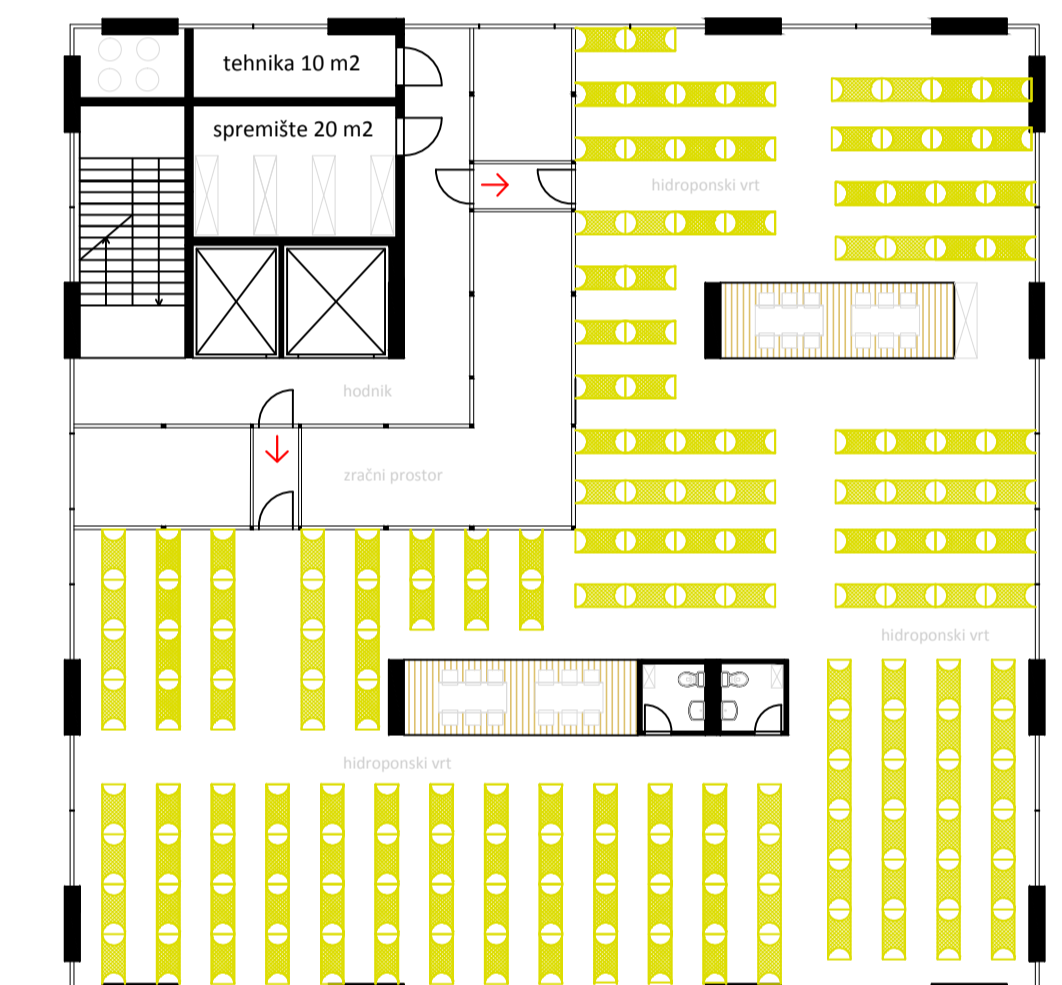 tehnika 10 m2
spremište 20 m2
hidroponski vrt
hodnik
zračni prostor
hidroponski vrt
hidroponski vrt